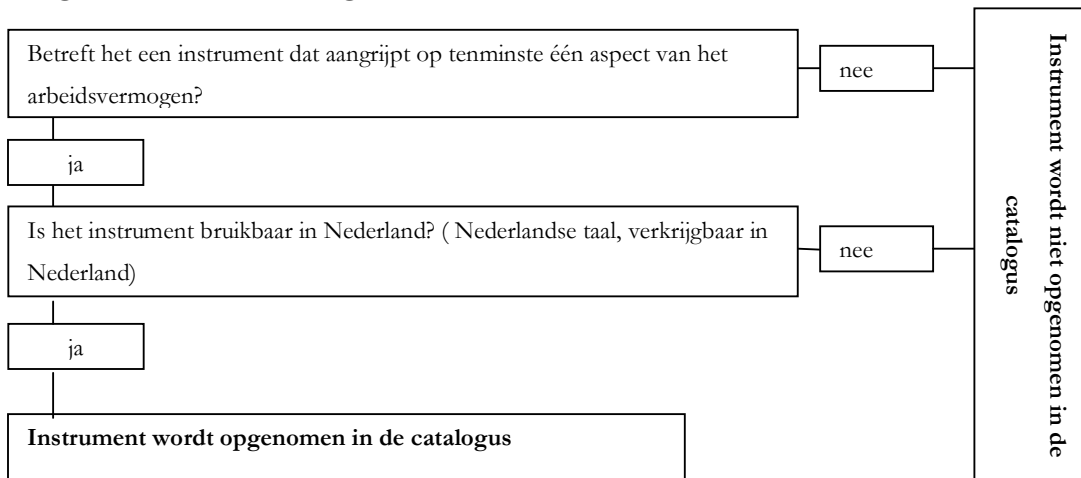 Betreft het een instrument dat aangrijpt op tenminste één aspect van het
arbeidsvermogen?
nee
ja
Is het instrument bruikbaar in Nederland? ( Nederlandse taal, verkrijgbaar in
Nederland)
nee
ja
Instrument wordt opgenomen in de catalogus
Instrument wordt niet opgenomen in de
catalogus